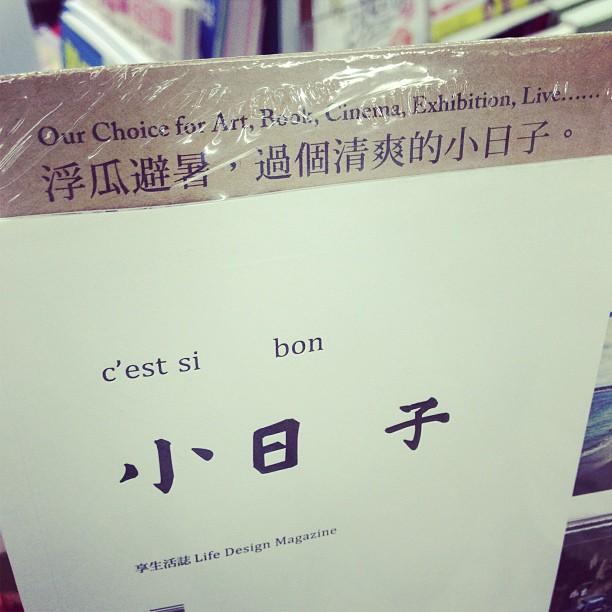 Our Choice for Art, Book, Cinema, Exhibition, Live......
浮瓜避暑，過個清爽的小日子。
c'est si bon
小日子
享生活誌 Life Design Magazine